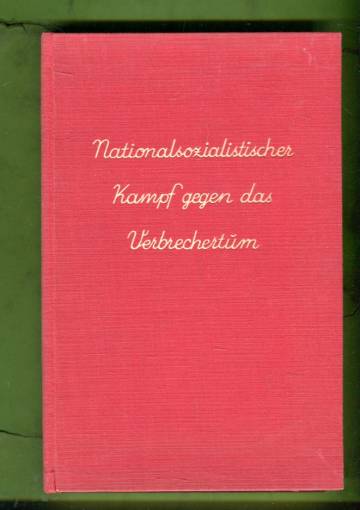 Nationalsozialistischer
Kampf gegen das
Verbrechertum